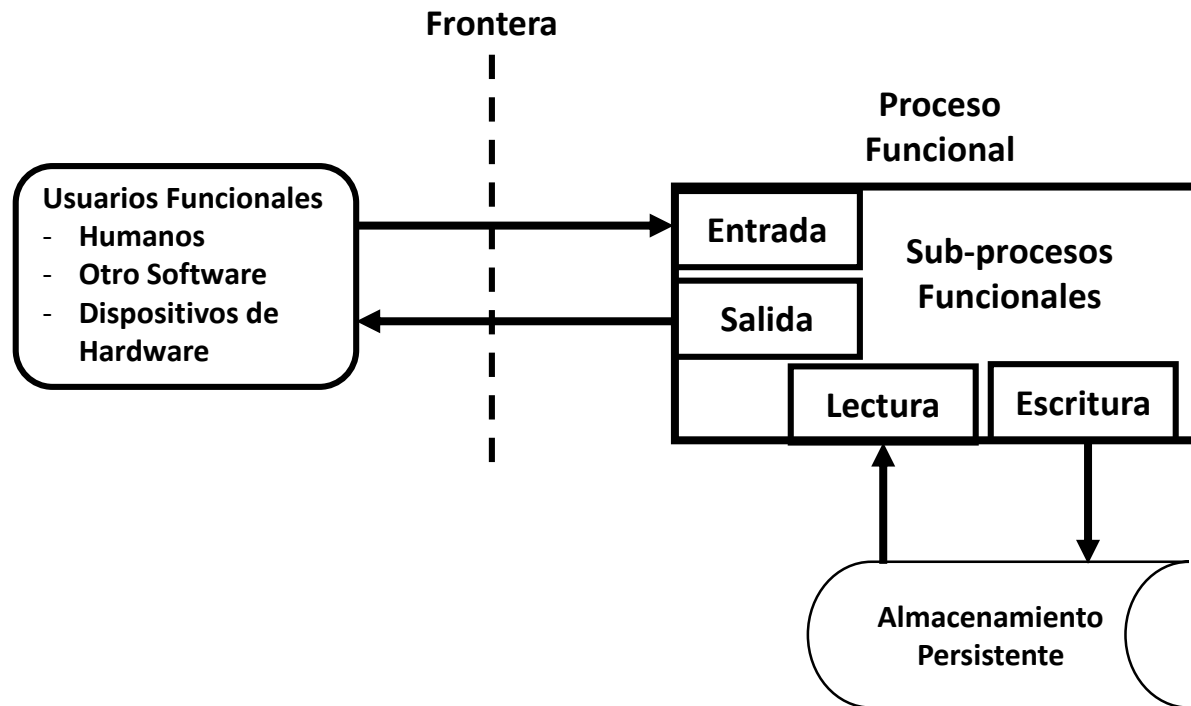 Frontera
Proceso
Funcional
Usuarios Funcionales
- Humanos
- Otro Software
- Dispositivos de
Hardware
Entrada
Salida
Sub-procesos
Funcionales
Lectura
Escritura
Almacenamiento
Persistente